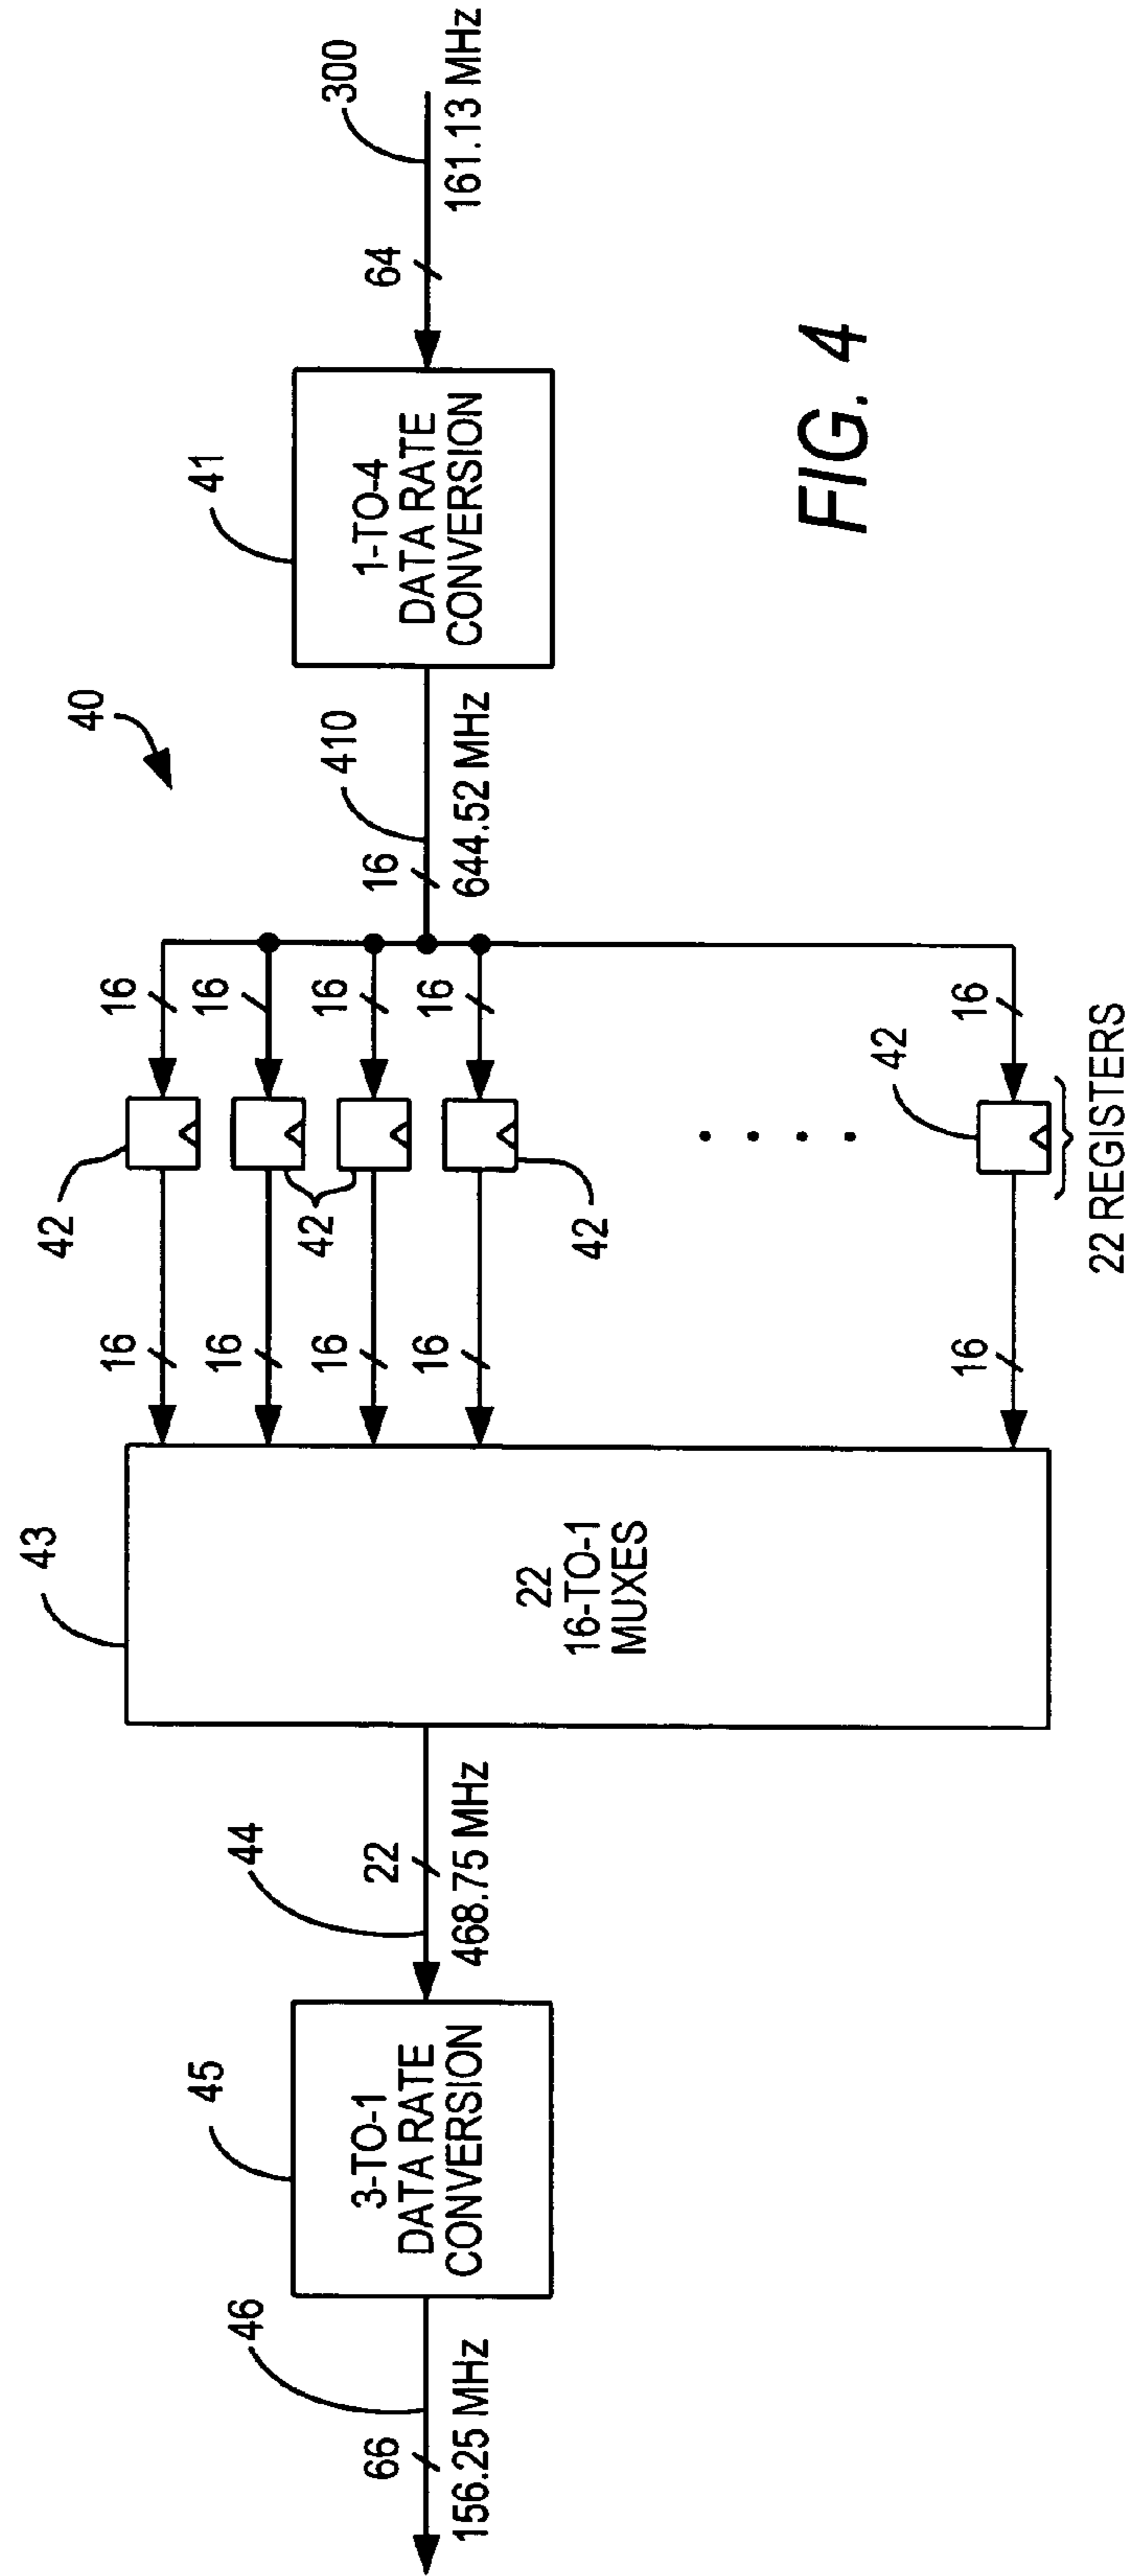 40
300
64
161.13 MHz
41
1-TO-4
DATA RATE
CONVERSION
410
16
644.52 MHz
16
16
16
16
16
42
42
42
42
22 REGISTERS
16
16
16
16
16
43
22
16-TO-1
MUXES
44
22
468.75 MHz
45
3-TO-1
DATA RATE
CONVERSION
46
66
156.25 MHz
FIG. 4